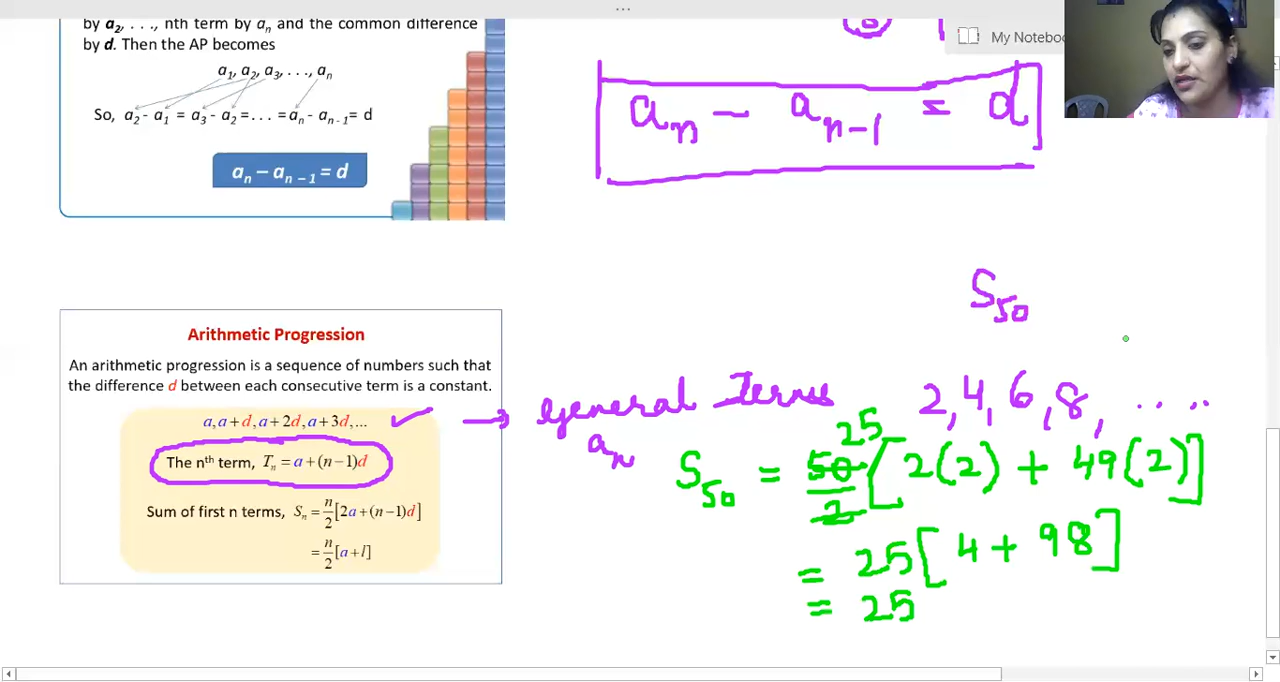 ...
by a₂, . . ., nth term by aₙ and the common difference
by d. Then the AP becomes
a₁, a₂, a₃, . . ., aₙ
So, a₂ - a₁ = a₃ - a₂ =. . . = aₙ - aₙ₋₁ = d
aₙ – aₙ₋₁ = d
My Notebo
aₙ - aₙ₋₁ = d
Arithmetic Progression
An arithmetic progression is a sequence of numbers such that
the difference d between each consecutive term is a constant.
a, a + d, a + 2d, a + 3d, ...
The nᵗʰ term, Tₙ = a + (n − 1)d
Sum of first n terms, Sₙ = n/2 [2a + (n − 1)d]
= n/2 [a + l]
→ general Terms
aₙ
S₅₀
2, 4, 6, 8, . . . . .
25
S₅₀ = 50/2 [2(2) + 49(2)]
= 25[4 + 98]
= 25